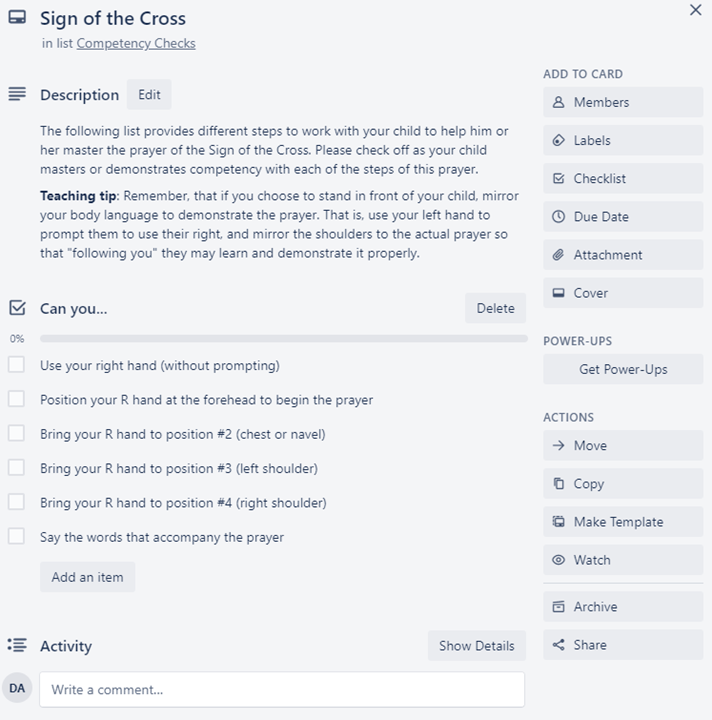 Sign of the Cross
in list Competency Checks
Description
Edit
The following list provides different steps to work with your child to help him or
her master the prayer of the Sign of the Cross. Please check off as your child
masters or demonstrates competency with each of the steps of this prayer.
Teaching tip: Remember, that if you choose to stand in front of your child, mirror
your body language to demonstrate the prayer. That is, use your left hand to
prompt them to use their right, and mirror the shoulders to the actual prayer so
that "following you" they may learn and demonstrate it properly.
Can you...
Delete
0%
Use your right hand (without prompting)
Position your R hand at the forehead to begin the prayer
Bring your R hand to position #2 (chest or navel)
Bring your R hand to position #3 (left shoulder)
Bring your R hand to position #4 (right shoulder)
Say the words that accompany the prayer
Add an item
Activity
Show Details
DA
Write a comment...
ADD TO CARD
Members
Labels
Checklist
Due Date
Attachment
Cover
POWER-UPS
Get Power-Ups
ACTIONS
Move
Copy
Make Template
Watch
Archive
Share